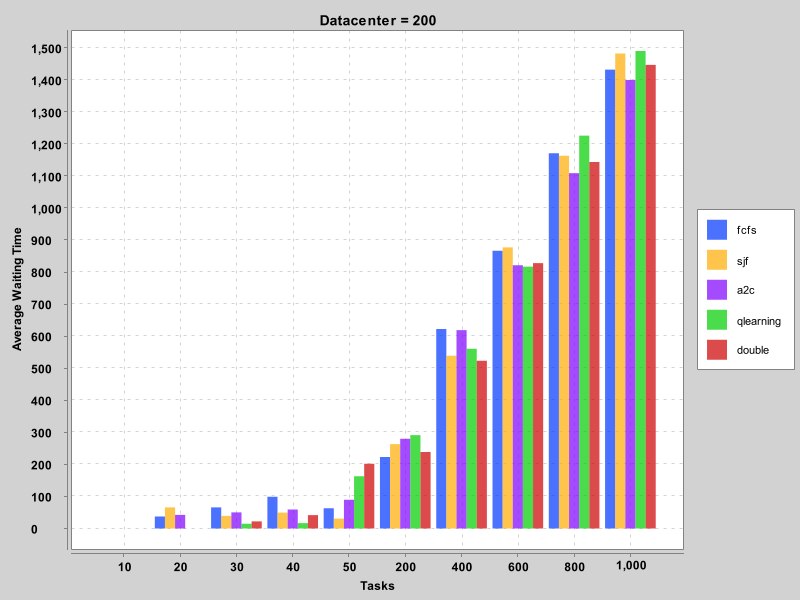 Datacenter = 200
1,500
1,400
1,300
1,200
1,100
1,000
900
800
700
600
500
400
300
200
100
0
Average Waiting Time
10 20 30 40 50 200 400 600 800 1,000
Tasks
fcfs
sjf
a2c
qlearning
double